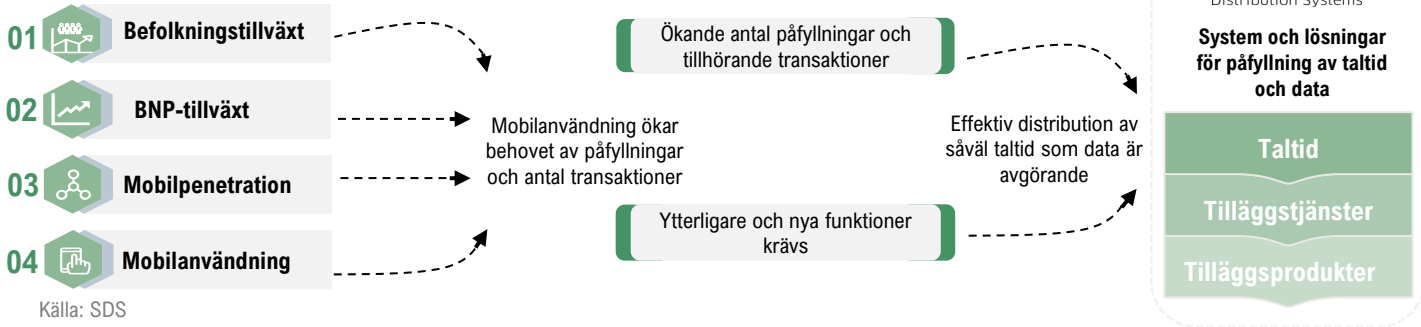 01 Befolkningstillväxt
02 BNP-tillväxt
03 Mobilpenetration
04 Mobilanvändning
Källa: SDS
Mobilanvändning ökar
behovet av påfyllningar
och antal transaktioner
Ökande antal påfyllningar och
tillhörande transaktioner
Ytterligare och nya funktioner
krävs
Effektiv distribution av
såväl taltid som data är
avgörande
Distribution Systems
System och lösningar
för påfyllning av taltid
och data
Taltid
Tilläggstjänster
Tilläggsprodukter